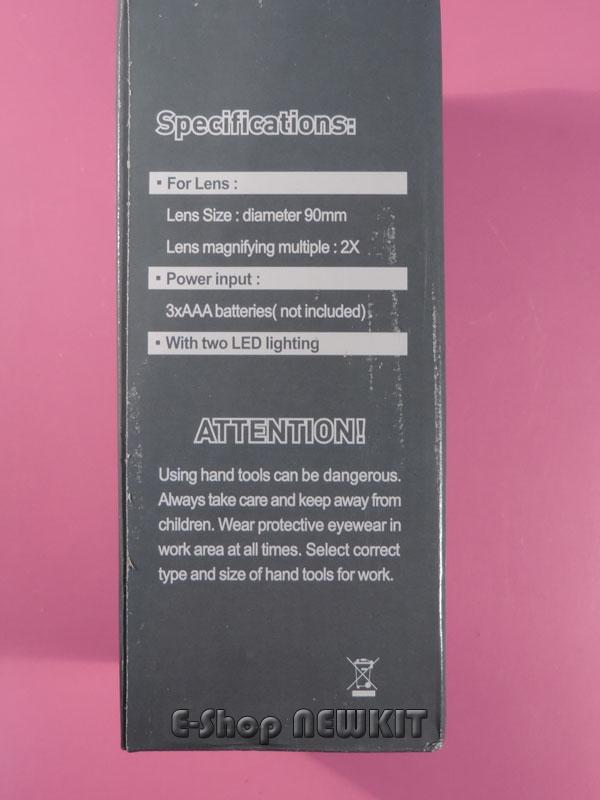 Specifications:
▪ For Lens :
Lens Size : diameter 90mm
Lens magnifying multiple : 2X
▪ Power input :
3xAAA batteries( not included)
▪ With two LED lighting
ATTENTION!
Using hand tools can be dangerous.
Always take care and keep away from
children. Wear protective eyewear in
work area at all times. Select correct
type and size of hand tools for work.
E-Shop NEWKIT